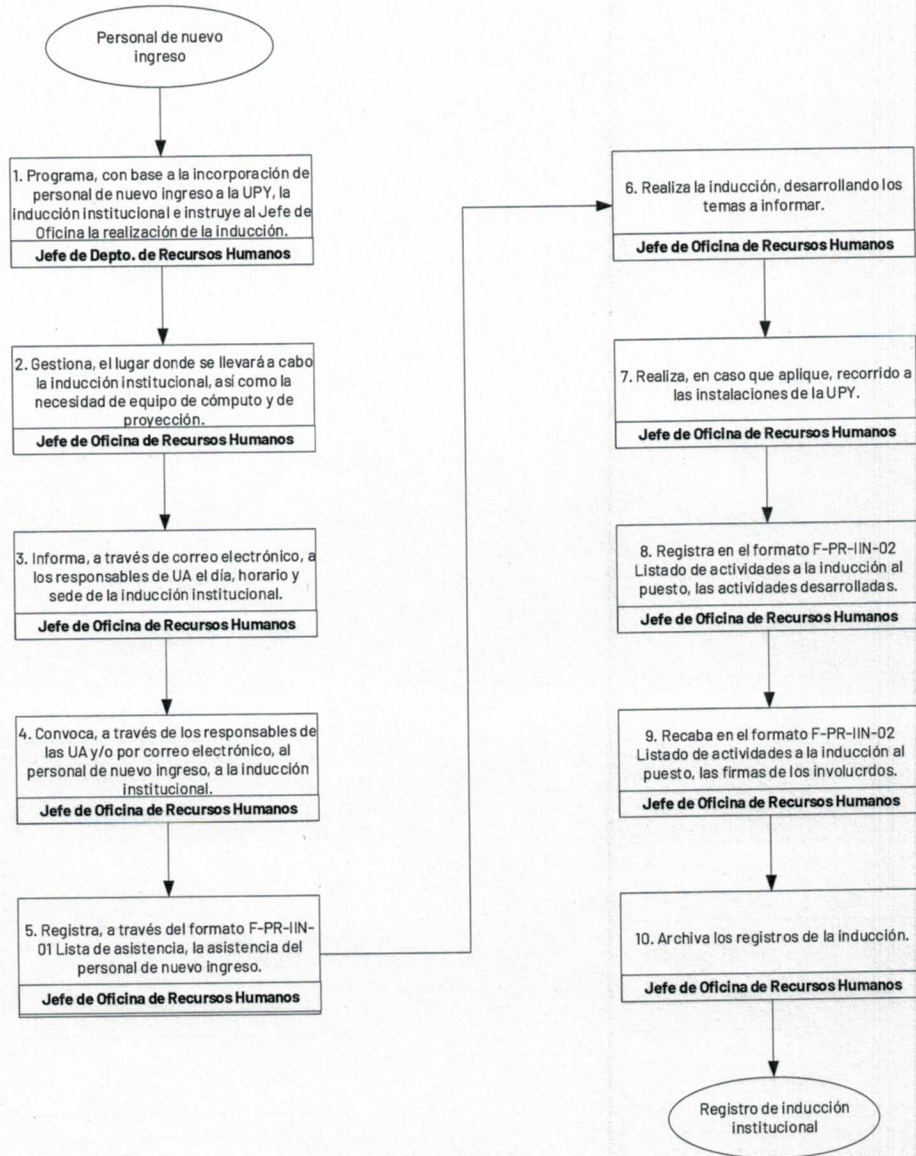 Personal de nuevo
ingreso
1. Programa, con base a la incorporación de
personal de nuevo ingreso a la UPY, la
inducción institucional e instruye al Jefe de
Oficina la realización de la inducción.
Jefe de Depto. de Recursos Humanos
2. Gestiona, el lugar donde se llevará a cabo
la inducción institucional, así como la
necesidad de equipo de cómputo y de
proyección.
Jefe de Oficina de Recursos Humanos
3. Informa, a través de correo electrónico, a
los responsables de UA el día, horario y
sede de la inducción institucional.
Jefe de Oficina de Recursos Humanos
4. Convoca, a través de los responsables de
las UA y/o por correo electrónico, al
personal de nuevo ingreso, a la inducción
institucional.
Jefe de Oficina de Recursos Humanos
5. Registra, a través del formato F-PR-IIN-
01 Lista de asistencia, la asistencia del
personal de nuevo ingreso.
Jefe de Oficina de Recursos Humanos
6. Realiza la inducción, desarrollando los
temas a informar.
Jefe de Oficina de Recursos Humanos
7. Realiza, en caso que aplique, recorrido a
las instalaciones de la UPY.
Jefe de Oficina de Recursos Humanos
8. Registra en el formato F-PR-IIN-02
Listado de actividades a la inducción al
puesto, las actividades desarrolladas.
Jefe de Oficina de Recursos Humanos
9. Recaba en el formato F-PR-IIN-02
Listado de actividades a la inducción al
puesto, las firmas de los involucrdos.
Jefe de Oficina de Recursos Humanos
10. Archiva los registros de la inducción.
Jefe de Oficina de Recursos Humanos
Registro de inducción
institucional